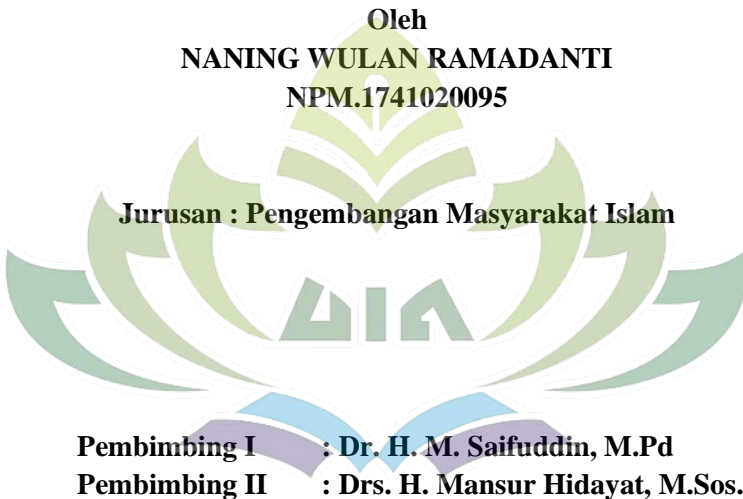 Oleh
NANING WULAN RAMADANTI
NPM.1741020095
Jurusan : Pengembangan Masyarakat Islam
UIN
Pembimbing I : Dr. H. M. Saifuddin, M.Pd
Pembimbing II : Drs. H. Mansur Hidayat, M.Sos.I